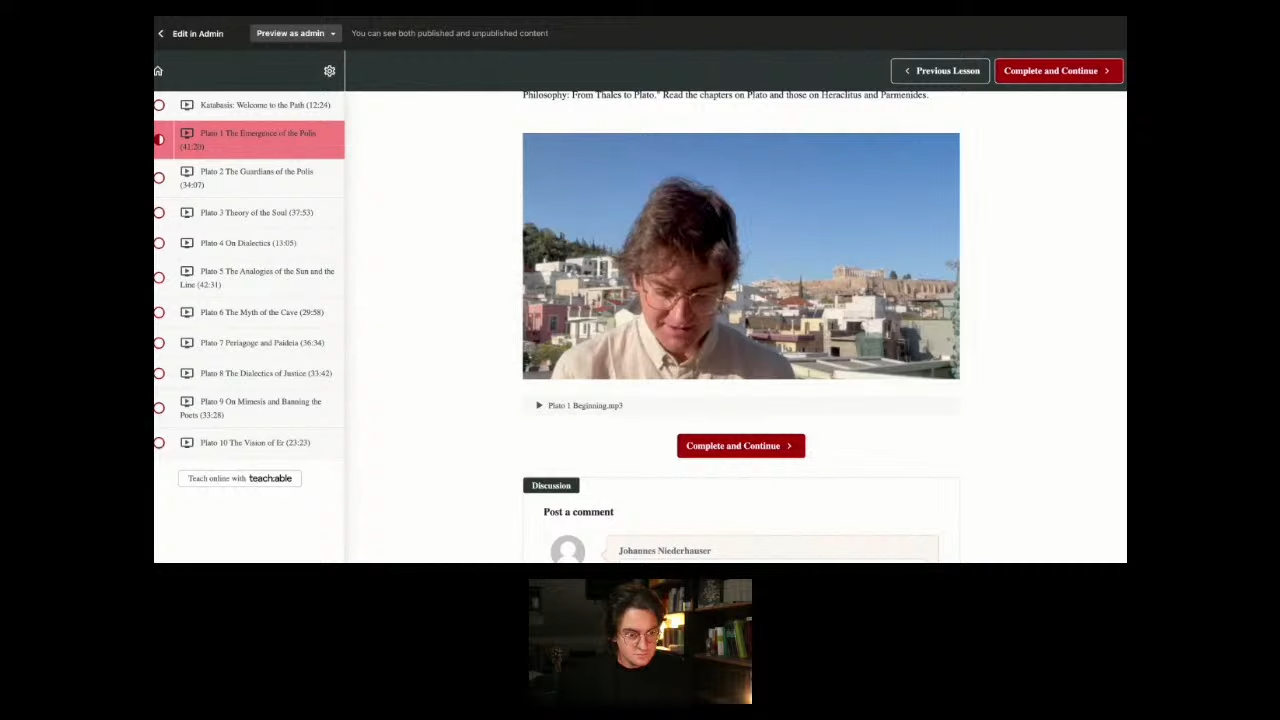 Edit in Admin
Preview as admin
You can see both published and unpublished content
Previous Lesson
Complete and Continue
Katabasis: Welcome to the Path (12:24)
Plato 1 The Emergence of the Polis
(41:20)
Plato 2 The Guardians of the Polis
(34:07)
Plato 3 Theory of the Soul (37:53)
Plato 4 On Dialectics (13:05)
Plato 5 The Analogies of the Sun and the
Line (42:31)
Plato 6 The Myth of the Cave (29:58)
Plato 7 Periagoge and Paideia (36:34)
Plato 8 The Dialectics of Justice (33:42)
Plato 9 On Mimesis and Banning the
Poets (33:28)
Plato 10 The Vision of Er (23:23)
Teach online with teach:able
Philosophy: From Thales to Plato." Read the chapters on Plato and those on Heraclitus and Parmenides.
Plato 1 Beginning.mp3
Complete and Continue
Discussion
Post a comment
Johannes Niederhauser